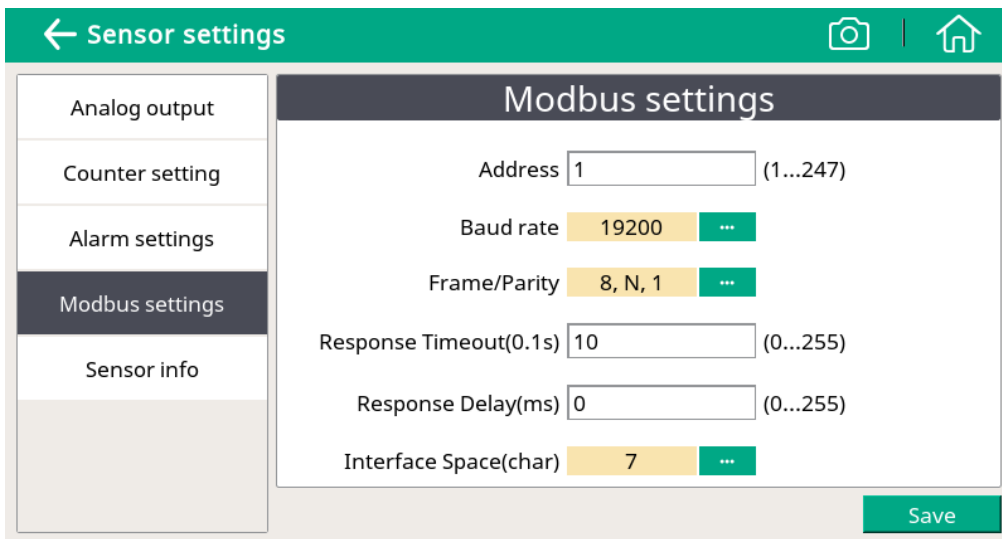 Sensor settings
Analog output
Counter setting
Alarm settings
Modbus settings
Sensor info
Modbus settings
Address 1 (1...247)
Baud rate 19200 ...
Frame/Parity 8, N, 1 ...
Response Timeout(0.1s) 10 (0...255)
Response Delay(ms) 0 (0...255)
Interface Space(char) 7 ...
Save